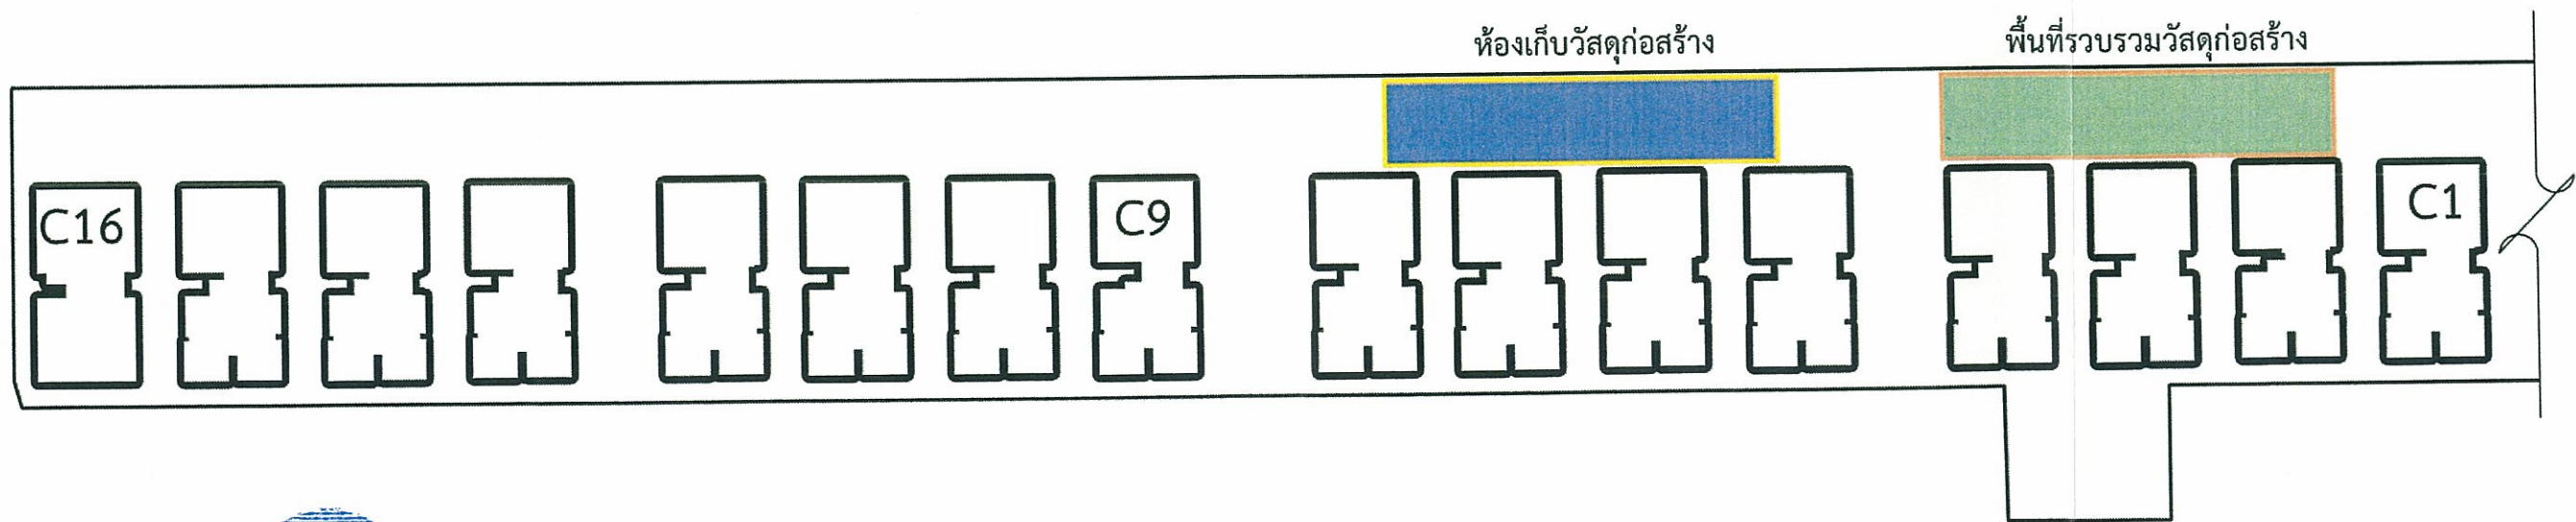 ห้องเก็บวัสดุก่อสร้าง
พื้นที่รวบรวมวัสดุก่อสร้าง
C16
C9
C1